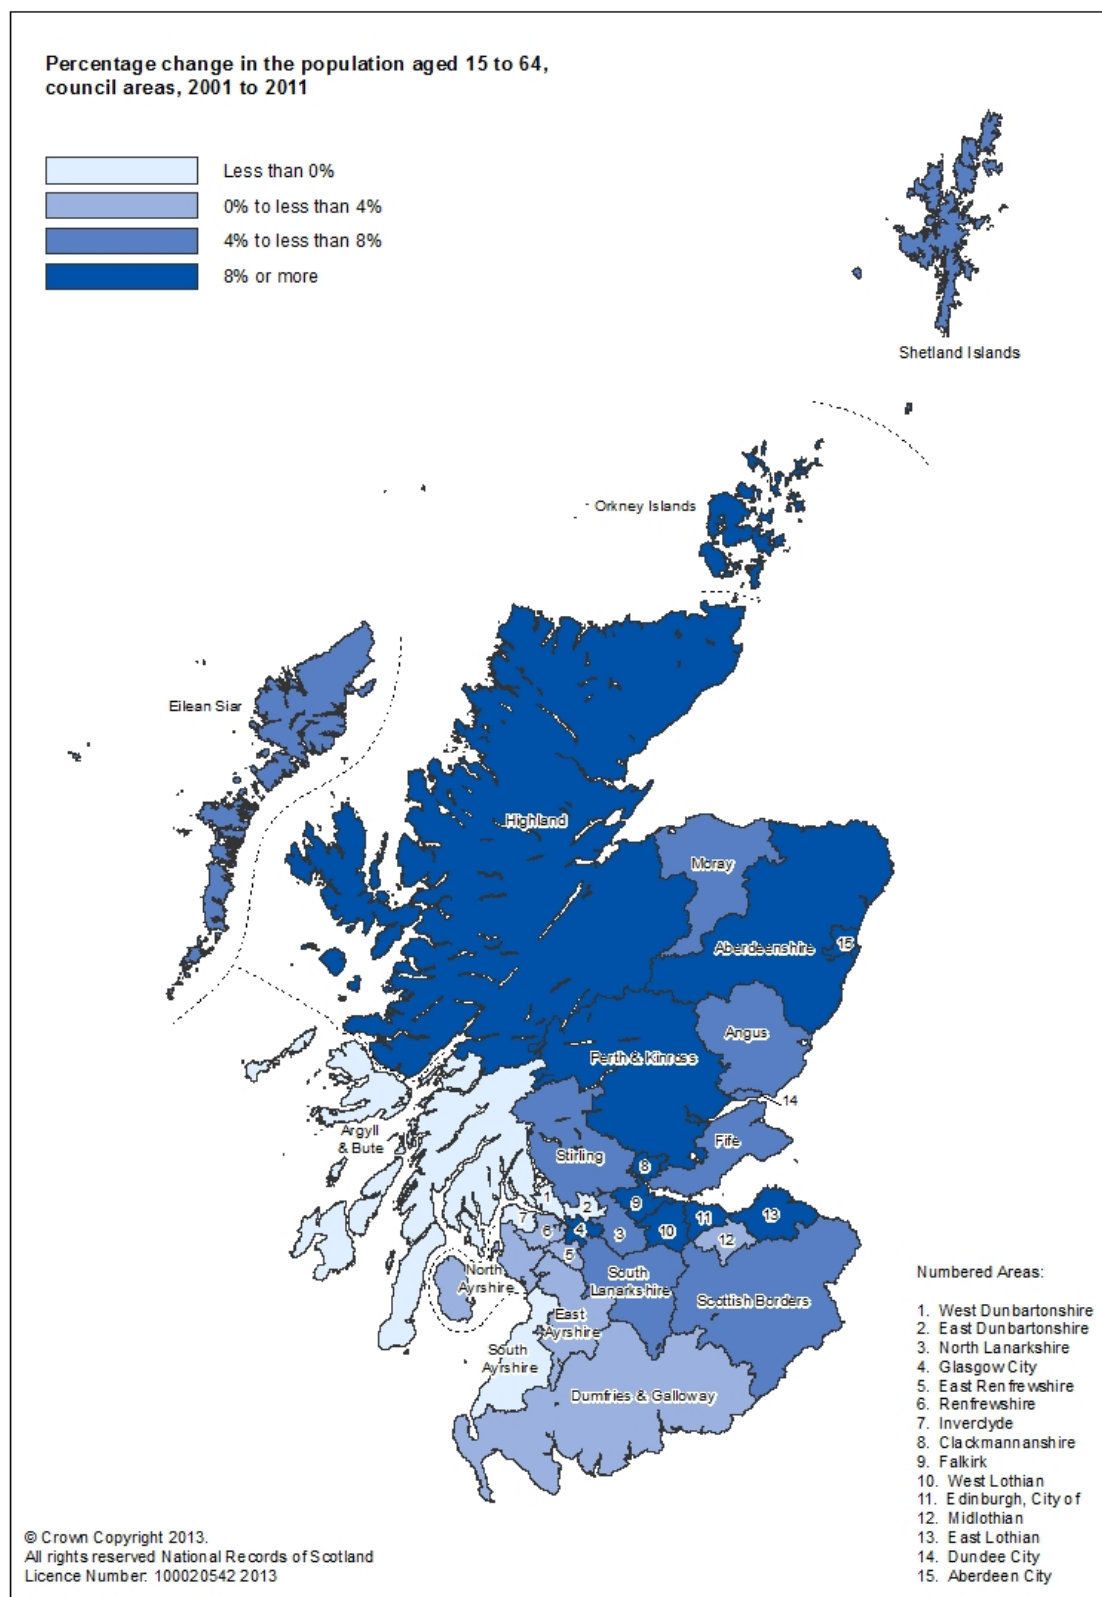 Percentage change in the population aged 15 to 64,
council areas, 2001 to 2011
Less than 0%
0% to less than 4%
4% to less than 8%
8% or more
Shetland Islands
Orkney Islands
Eilean Siar
Highland
Moray
Aberdeenshire
15
Angus
Perth & Kinross
14
Argyll
& Bute
Fife
Stirling
8
1
2
9
13
7
6
4
3
10
11
12
5
North
Ayrshire
South
Lanarkshire
Scottish Borders
East
Ayrshire
South
Ayrshire
Dumfries & Galloway
Numbered Areas:
1. West Dunbartonshire
2. East Dunbartonshire
3. North Lanarkshire
4. Glasgow City
5. East Renfrewshire
6. Renfrewshire
7. Inverclyde
8. Clackmannanshire
9. Falkirk
10. West Lothian
11. Edinburgh, City of
12. Midlothian
13. East Lothian
14. Dundee City
15. Aberdeen City
© Crown Copyright 2013.
All rights reserved National Records of Scotland
Licence Number: 100020542 2013